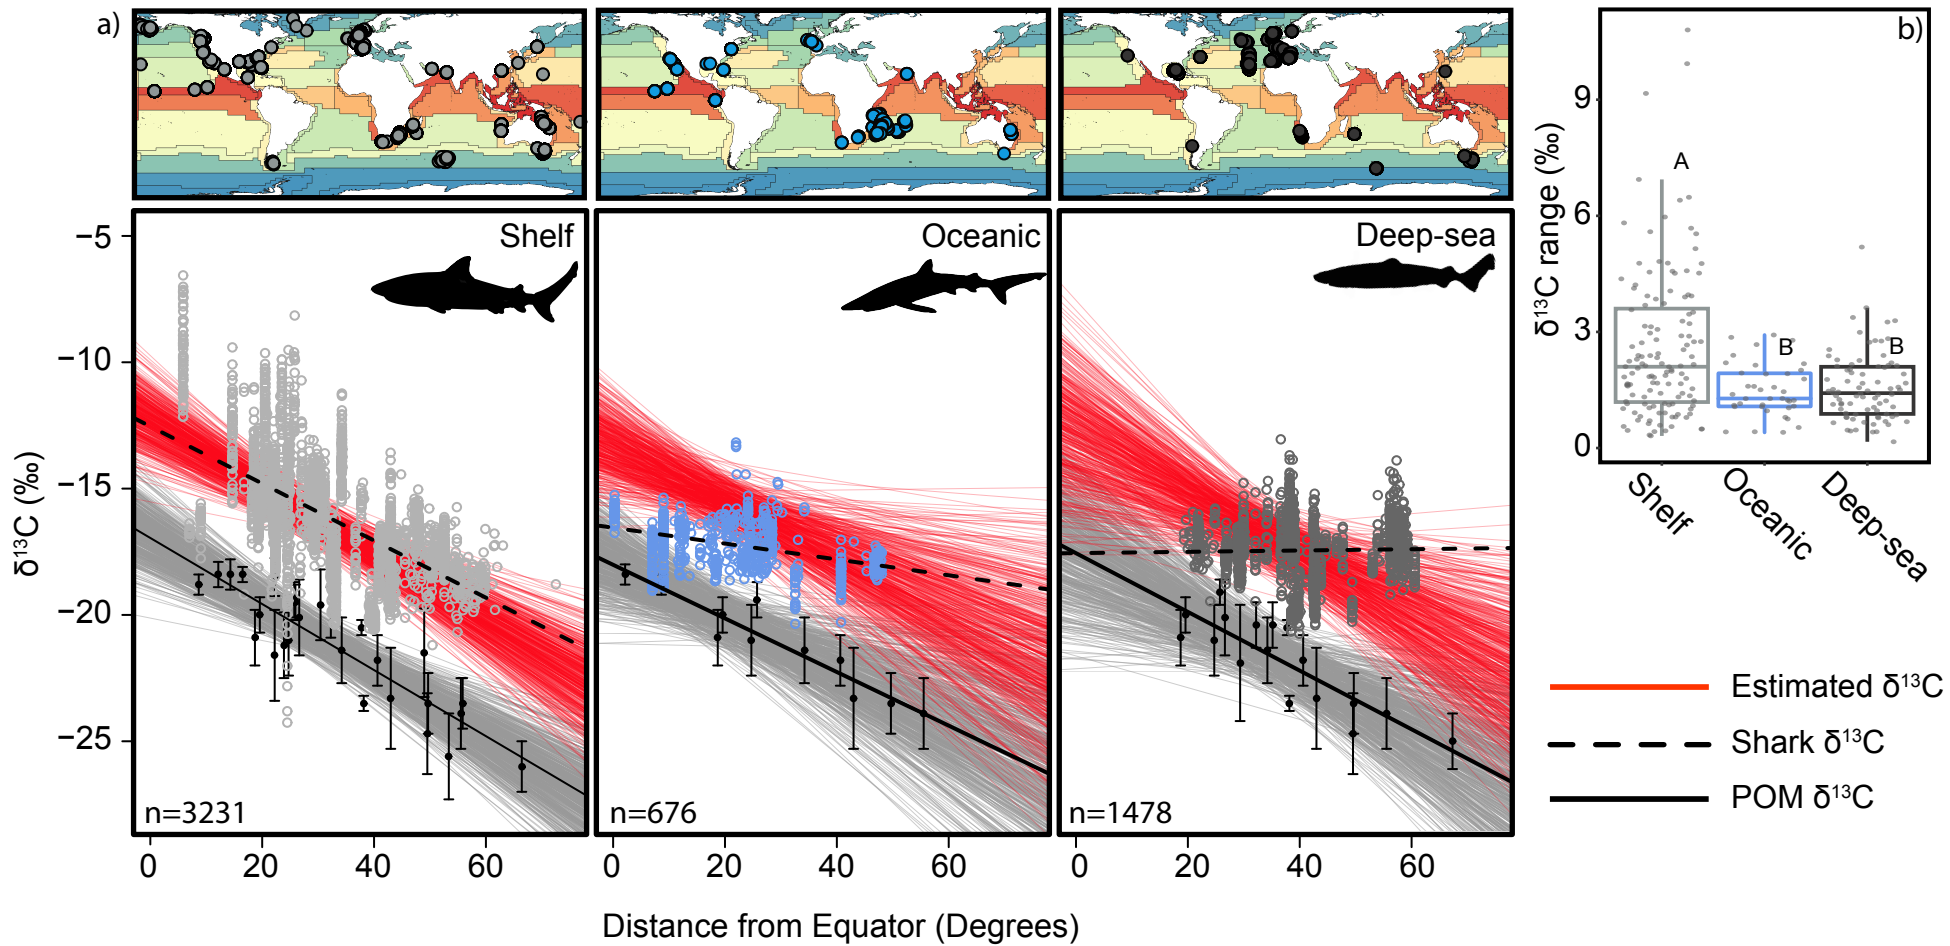 a)
b)
Shelf
Oceanic
Deep-sea
−5
−10
−15
−20
−25
δ¹³C (‰)
n=3231
n=676
n=1478
0 20 40 60
0 20 40 60
0 20 40 60
Distance from Equator (Degrees)
9
6
3
0
δ¹³C range (‰)
A
B
B
Shelf
Oceanic
Deep-sea
Estimated δ¹³C
Shark δ¹³C
POM δ¹³C